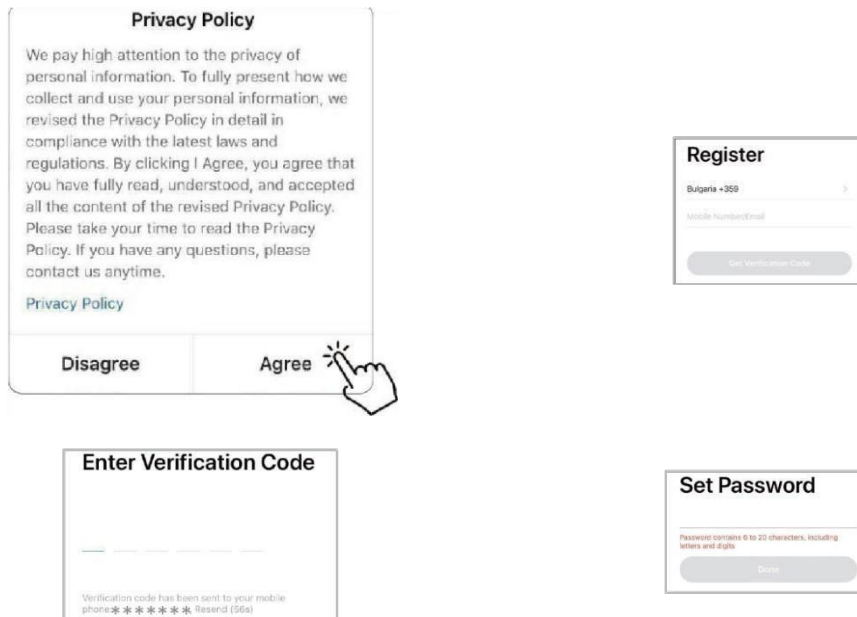 Privacy Policy
We pay high attention to the privacy of
personal information. To fully present how we
collect and use your personal information, we
revised the Privacy Policy in detail in
compliance with the latest laws and
regulations. By clicking I Agree, you agree that
you have fully read, understood, and accepted
all the content of the revised Privacy Policy.
Please take your time to read the Privacy
Policy. If you have any questions, please
contact us anytime.
Privacy Policy
Disagree
Agree
Register
Bulgaria +359
Mobile Number/Email
Get Verification Code
Enter Verification Code
Verification code has been sent to your mobile
phone:******* Resend (56s)
Set Password
Password contains 6 to 20 characters, including
letters and digits
Done